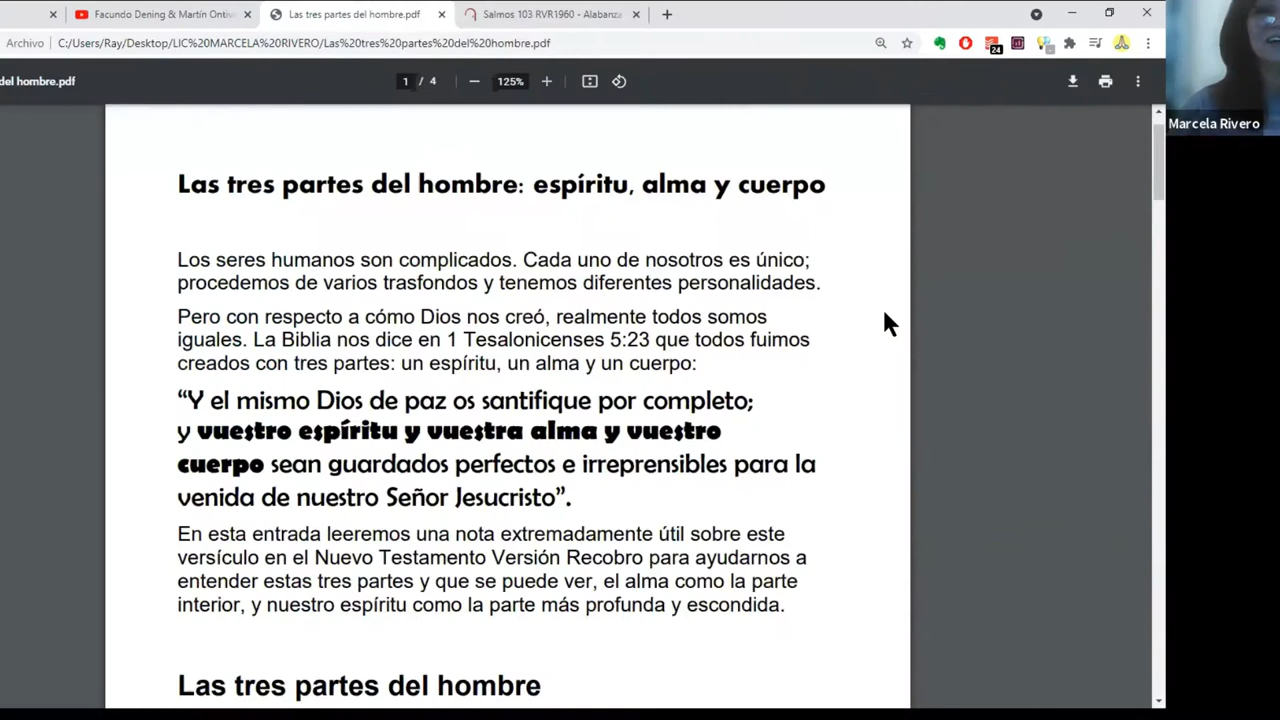 Facundo Dening & Martín Ontiv
Las tres partes del hombre.pdf
Salmos 103 RVR1960 - Alabanza
Archivo
C:/Users/Ray/Desktop/LIC%20MARCELA%20RIVERO/Las%20tres%20partes%20del%20hombre.pdf
24
del hombre.pdf
1 / 4
125%
Marcela Rivero
Las tres partes del hombre: espíritu, alma y cuerpo
Los seres humanos son complicados. Cada uno de nosotros es único;
procedemos de varios trasfondos y tenemos diferentes personalidades.
Pero con respecto a cómo Dios nos creó, realmente todos somos
iguales. La Biblia nos dice en 1 Tesalonicenses 5:23 que todos fuimos
creados con tres partes: un espíritu, un alma y un cuerpo:
“Y el mismo Dios de paz os santifique por completo;
y vuestro espíritu y vuestra alma y vuestro
cuerpo sean guardados perfectos e irreprensibles para la
venida de nuestro Señor Jesucristo”.
En esta entrada leeremos una nota extremadamente útil sobre este
versículo en el Nuevo Testamento Versión Recobro para ayudarnos a
entender estas tres partes y que se puede ver, el alma como la parte
interior, y nuestro espíritu como la parte más profunda y escondida.
Las tres partes del hombre